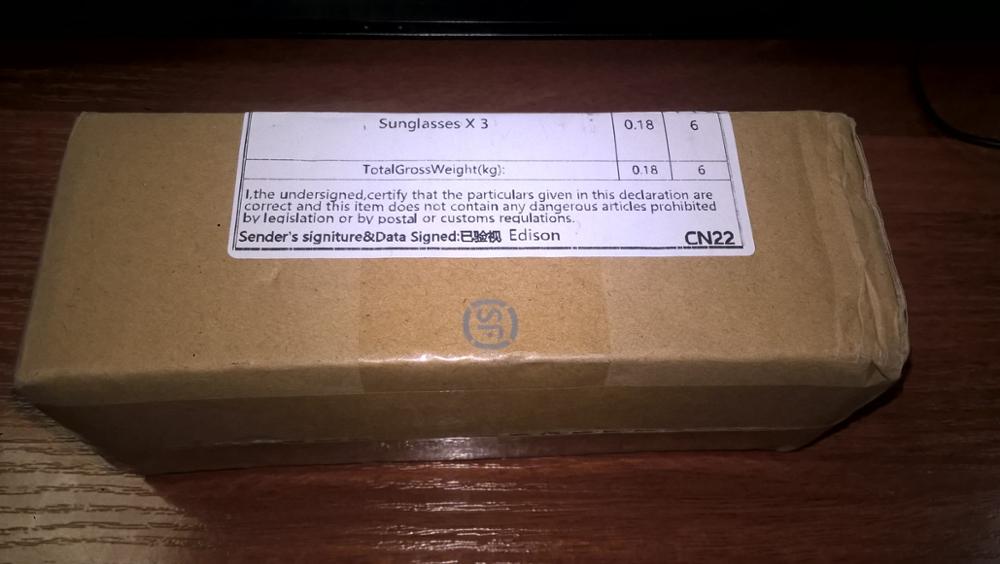 Sunglasses X 3 0.18 6
TotalGrossWeight(kg): 0.18 6
I,the undersigned,certify that the particulars given in this declaration are
correct and this item does not contain any dangerous articles prohibited
by legislation or by postal or customs regulations.
Sender's signiture&Data Signed:已验视 Edison CN22
SF